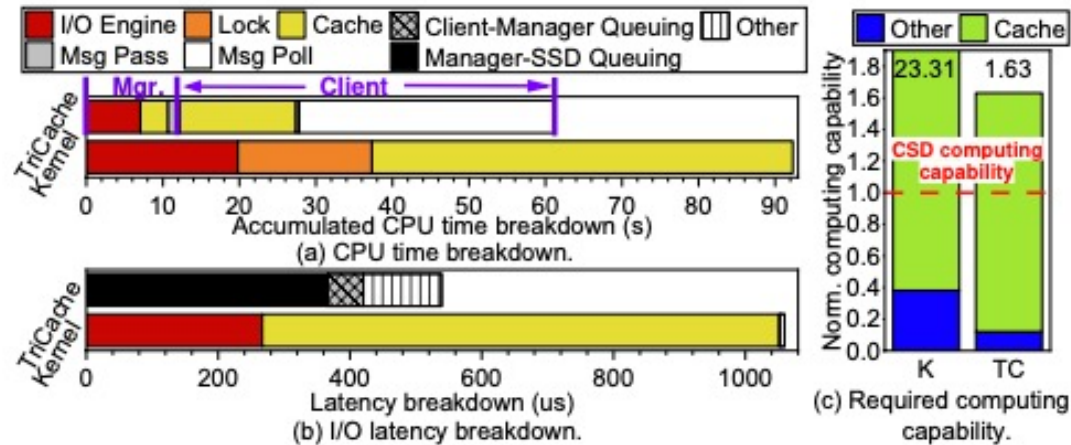 I/O Engine Lock Cache Client-Manager Queuing Other
Msg Pass Msg Poll Manager-SSD Queuing
Mgr. Client
TriCache
Kernel
0 10 20 30 40 50 60 70 80 90
Accumulated CPU time breakdown (s)
(a) CPU time breakdown.
TriCache
Kernel
0 200 400 600 800 1000
Latency breakdown (us)
(b) I/O latency breakdown.
Other Cache
Norm. computing capability
1.8
1.6
1.4
1.2
1.0
0.8
0.6
0.4
0.2
0.0
23.31 1.63
CSD computing
capability
K TC
(c) Required computing
capability.